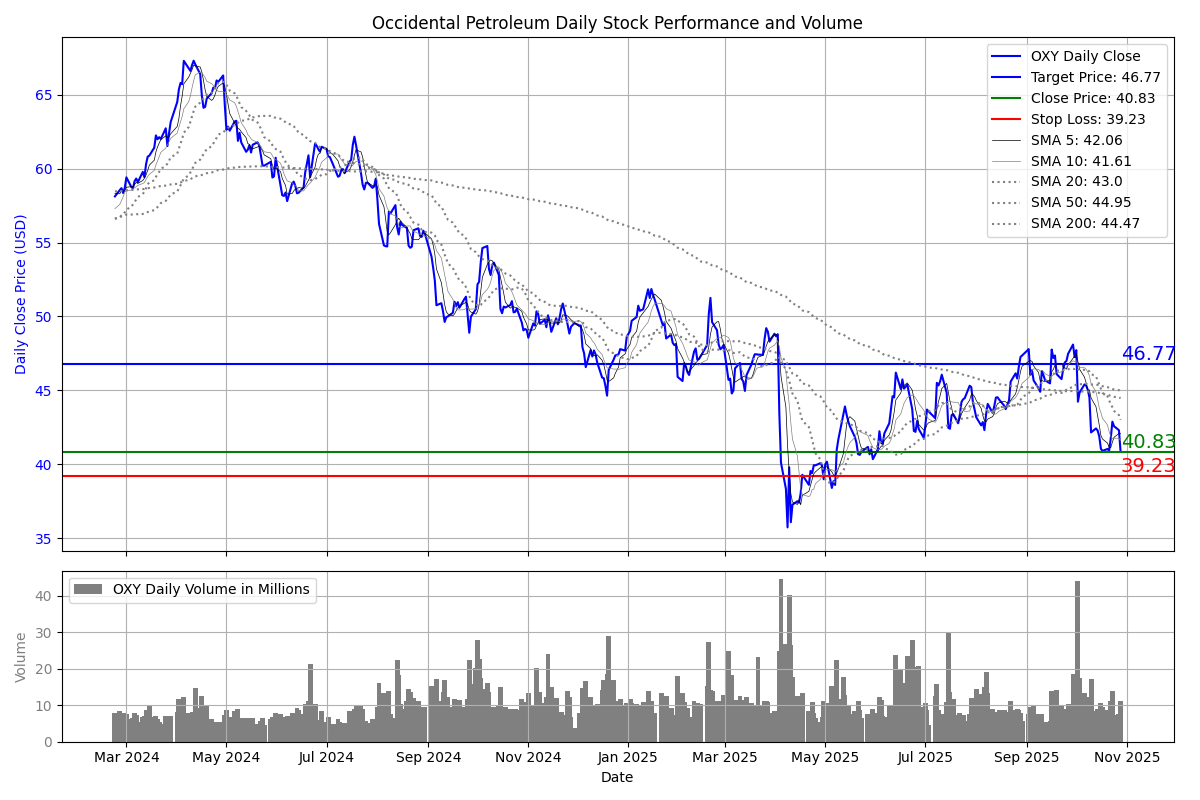 Occidental Petroleum Daily Stock Performance and Volume
Daily Close Price (USD)
65
60
55
50
45
40
35
OXY Daily Close
Target Price: 46.77
Close Price: 40.83
Stop Loss: 39.23
SMA 5: 42.06
SMA 10: 41.61
SMA 20: 43.0
SMA 50: 44.95
SMA 200: 44.47
46.77
40.83
39.23
OXY Daily Volume in Millions
Volume
40
30
20
10
0
Mar 2024 May 2024 Jul 2024 Sep 2024 Nov 2024 Jan 2025 Mar 2025 May 2025 Jul 2025 Sep 2025 Nov 2025
Date